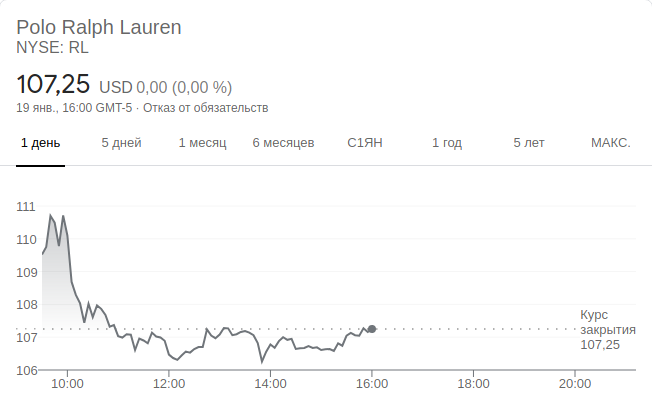 Polo Ralph Lauren
NYSE: RL
107,25 USD 0,00 (0,00 %)
19 янв., 16:00 GMT-5 · Отказ от обязательств
1 день 5 дней 1 месяц 6 месяцев С1ЯН 1 год 5 лет МАКС.
111
110
109
108
Курс
закрытия
107,25
107
106
10:00 12:00 14:00 16:00 18:00 20:00